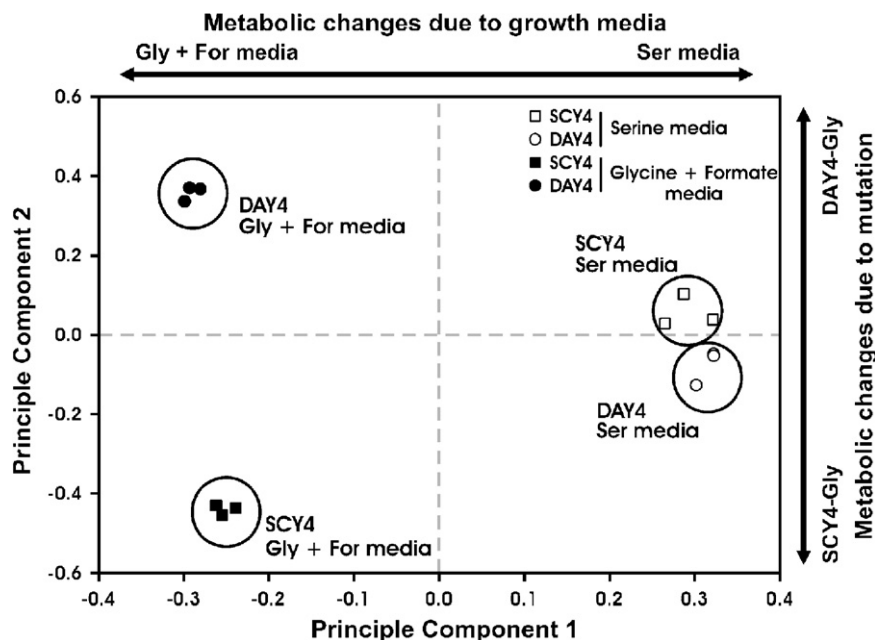 Metabolic changes due to growth media
Gly + For media
Ser media
0.6
0.4
0.2
0.0
-0.2
-0.4
-0.6
Principle Component 2
SCY4
DAY4
Serine media
SCY4
DAY4
Glycine + Formate
media
DAY4
Gly + For media
SCY4
Ser media
DAY4
Ser media
SCY4
Gly + For media
-0.4
-0.3
-0.2
-0.1
0.0
0.1
0.2
0.3
0.4
Principle Component 1
DAY4-Gly
SCY4-Gly
Metabolic changes due to mutation